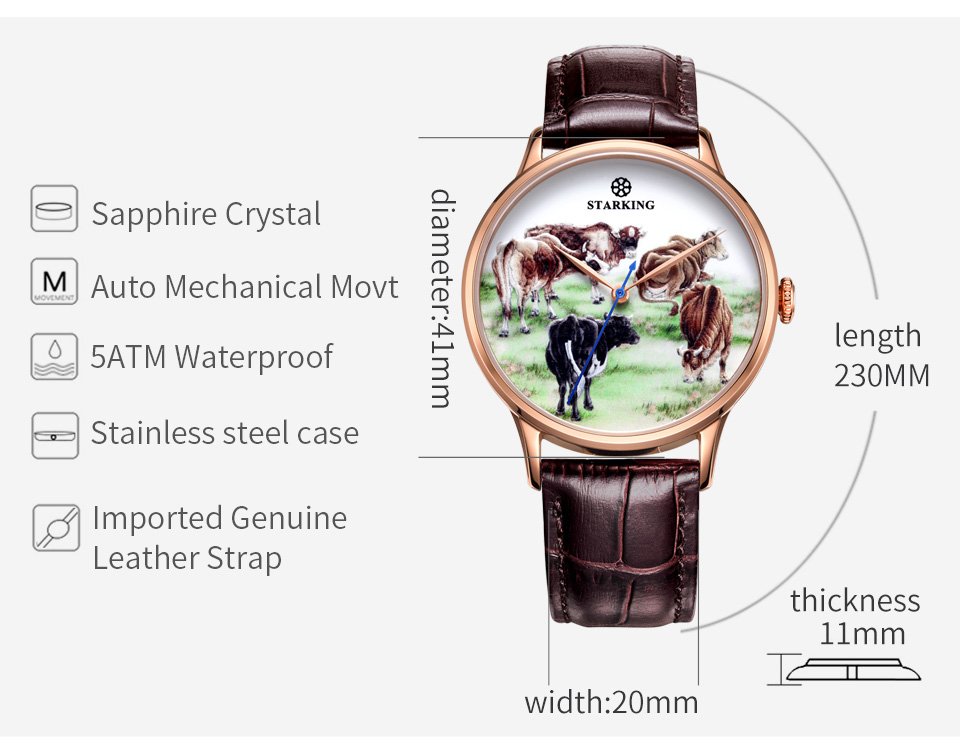 STARKING
Sapphire Crystal
M
MOVEMENT
Auto Mechanical Movt
5ATM Waterproof
Stainless steel case
Imported Genuine
Leather Strap
diameter:41mm
length
230MM
thickness
11mm
width:20mm